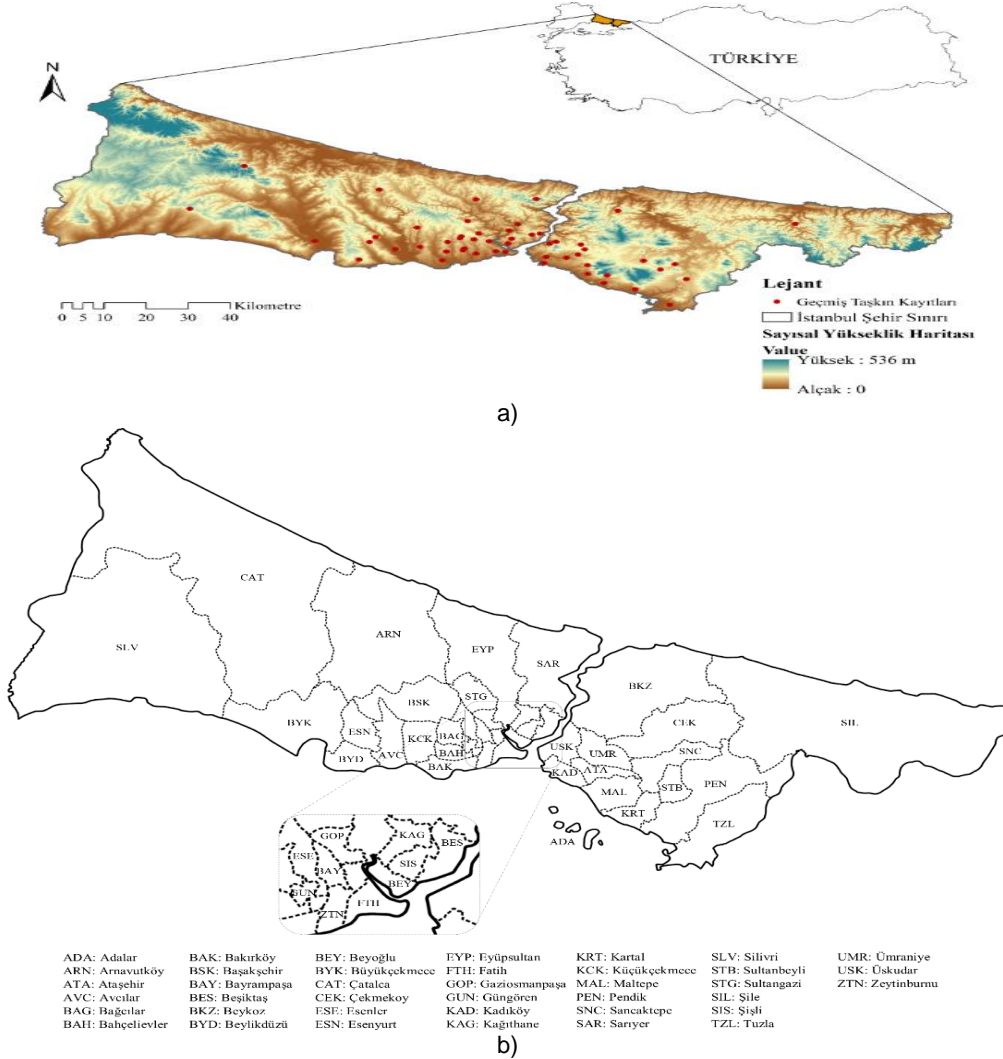 TÜRKİYE
N
Kilometre
0 5 10 20 30 40
Lejant
Geçmiş Taşkın Kayıtları
İstanbul Şehir Sınırı
Sayısal Yükseklik Haritası
Value
Yüksek : 536 m
Alçak : 0
a)
CAT
SLV
ARN
EYP
SAR
STG
BSK
BYK
ESN
KCK
BAG
BAH
BYD
AVC
BAK
BKZ
CEK
SIL
SNC
USK
UMR
KAD
ATA
MAL
STB
PEN
KRT
TZL
ADA
GOP
KAG
BES
ESE
BAY
SIS
GUN
BEY
ZTN
FTH
ADA: Adalar BAK: Bakırköy BEY: Beyoğlu EYP: Eyüpsultan KRT: Kartal SLV: Silivri UMR: Ümraniye
ARN: Arnavutköy BSK: Başakşehir BYK: Büyükçekmece FTH: Fatih KCK: Küçükçekmece STB: Sultanbeyli USK: Üskudar
ATA: Ataşehir BAY: Bayrampaşa CAT: Çatalca GOP: Gaziosmanpaşa MAL: Maltepe STG: Sultangazi ZTN: Zeytinburnu
AVC: Avcılar BES: Beşiktaş CEK: Çekmekoy GUN: Güngören PEN: Pendik SIL: Şile
BAG: Bağcılar BKZ: Beykoz ESE: Esenler KAD: Kadıköy SNC: Sancaktepe SIS: Şişli
BAH: Bahçelievler BYD: Beylikdüzü ESN: Esenyurt KAG: Kağıthane SAR: Sarıyer TZL: Tuzla
b)